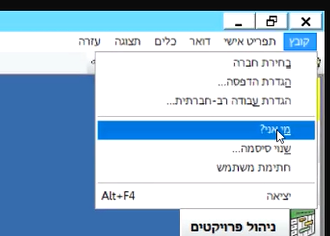 קובץ תפריט אישי דואר כלים תצוגה עזרה
בחירת חברה
הגדרת הדפסה...
הגדרת עבודה רב-חברתית...
מי אני?
שנוי סיסמה...
חתימת משתמש
יציאה Alt+F4
ניהול פרויקטים